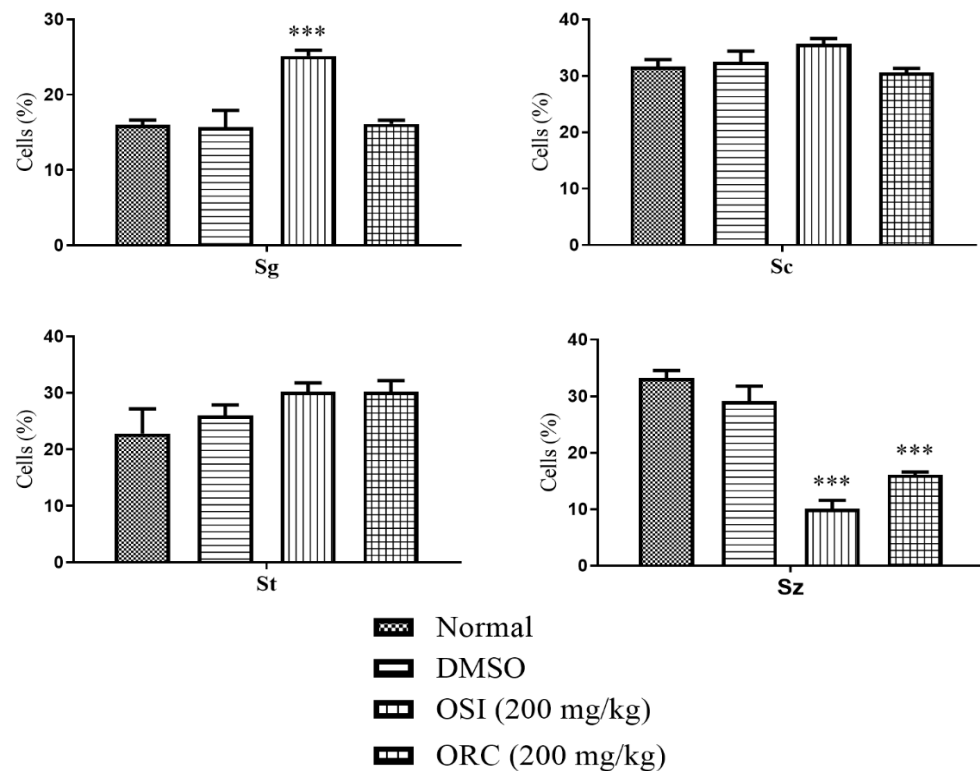 30
20
10
0
Cells (%)
***
Sg
40
30
20
10
0
Cells (%)
Sc
40
30
20
10
0
Cells (%)
St
40
30
20
10
0
Cells (%)
***
***
Sz
Normal
DMSO
OSI (200 mg/kg)
ORC (200 mg/kg)